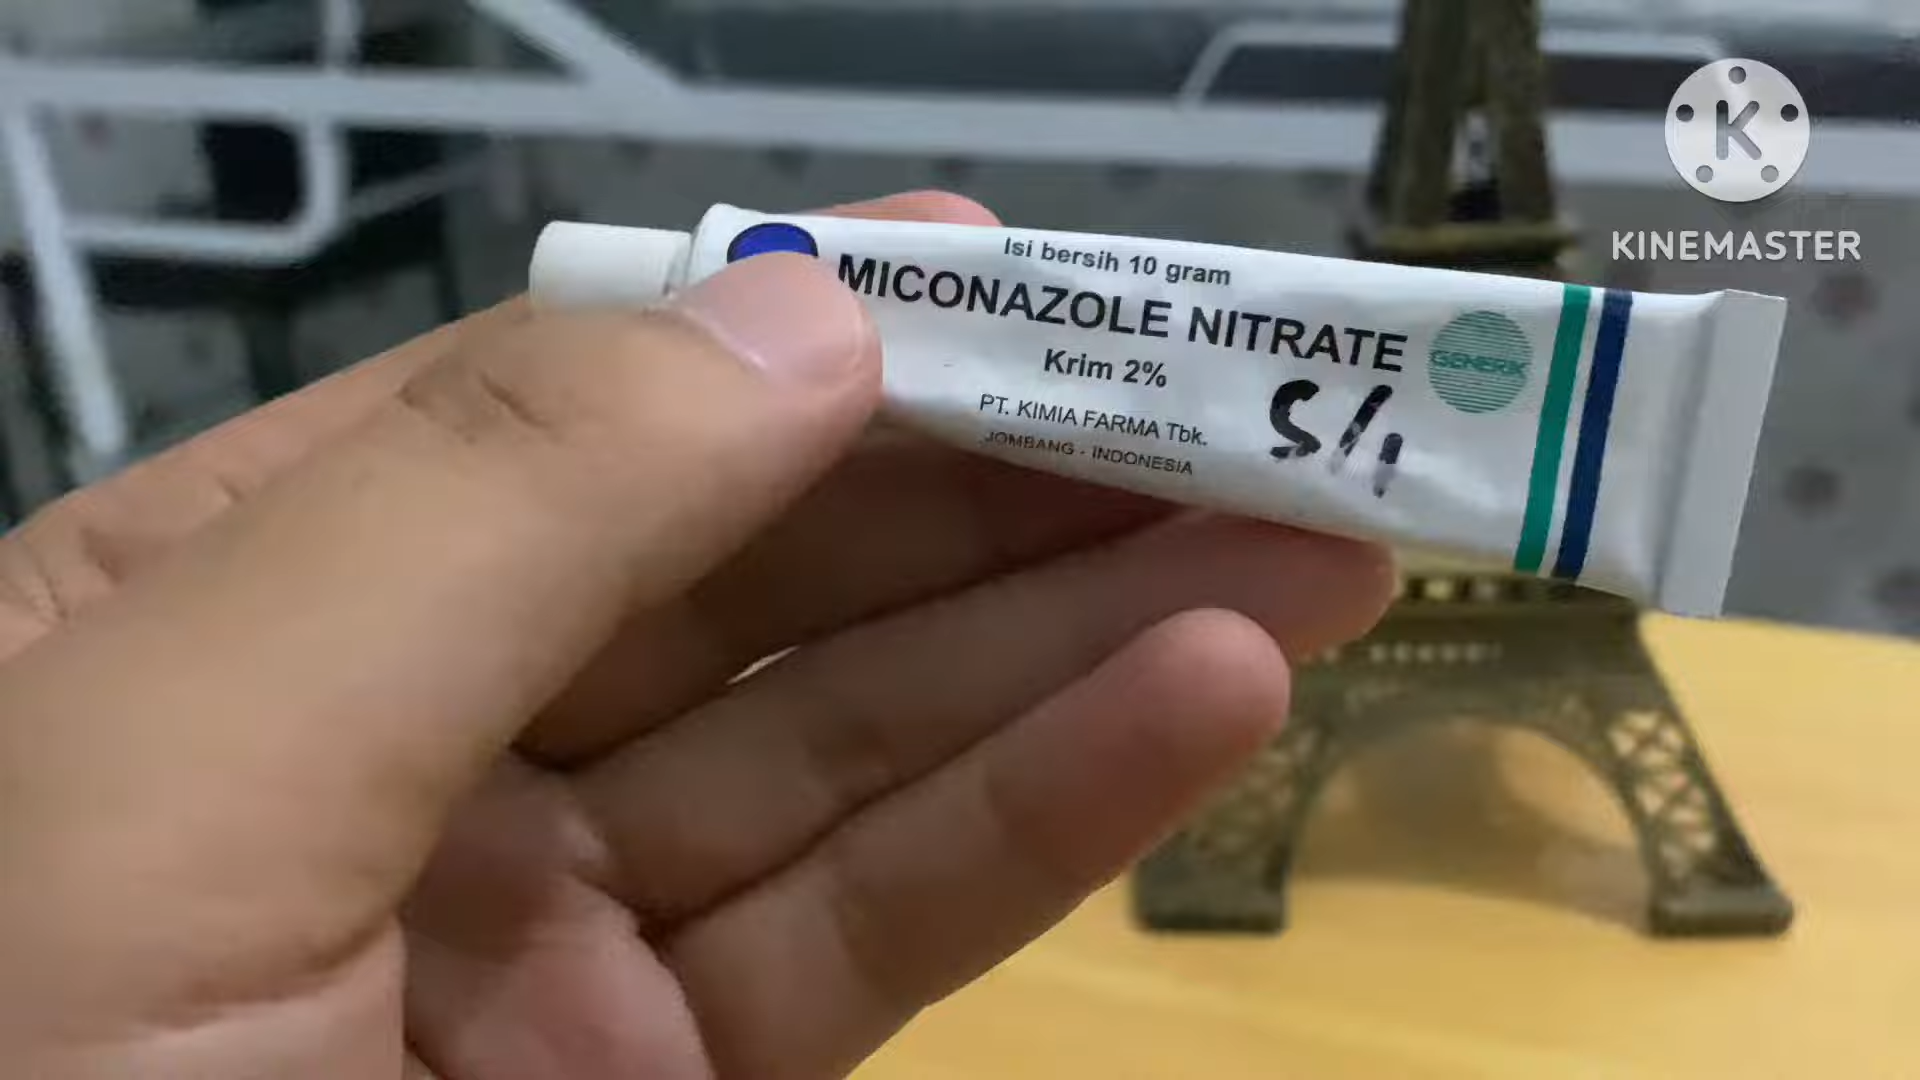 Isi bersih 10 gram
MICONAZOLE NITRATE
Krim 2%
GENERIK
PT. KIMIA FARMA Tbk.
JOMBANG - INDONESIA
K
KINEMASTER